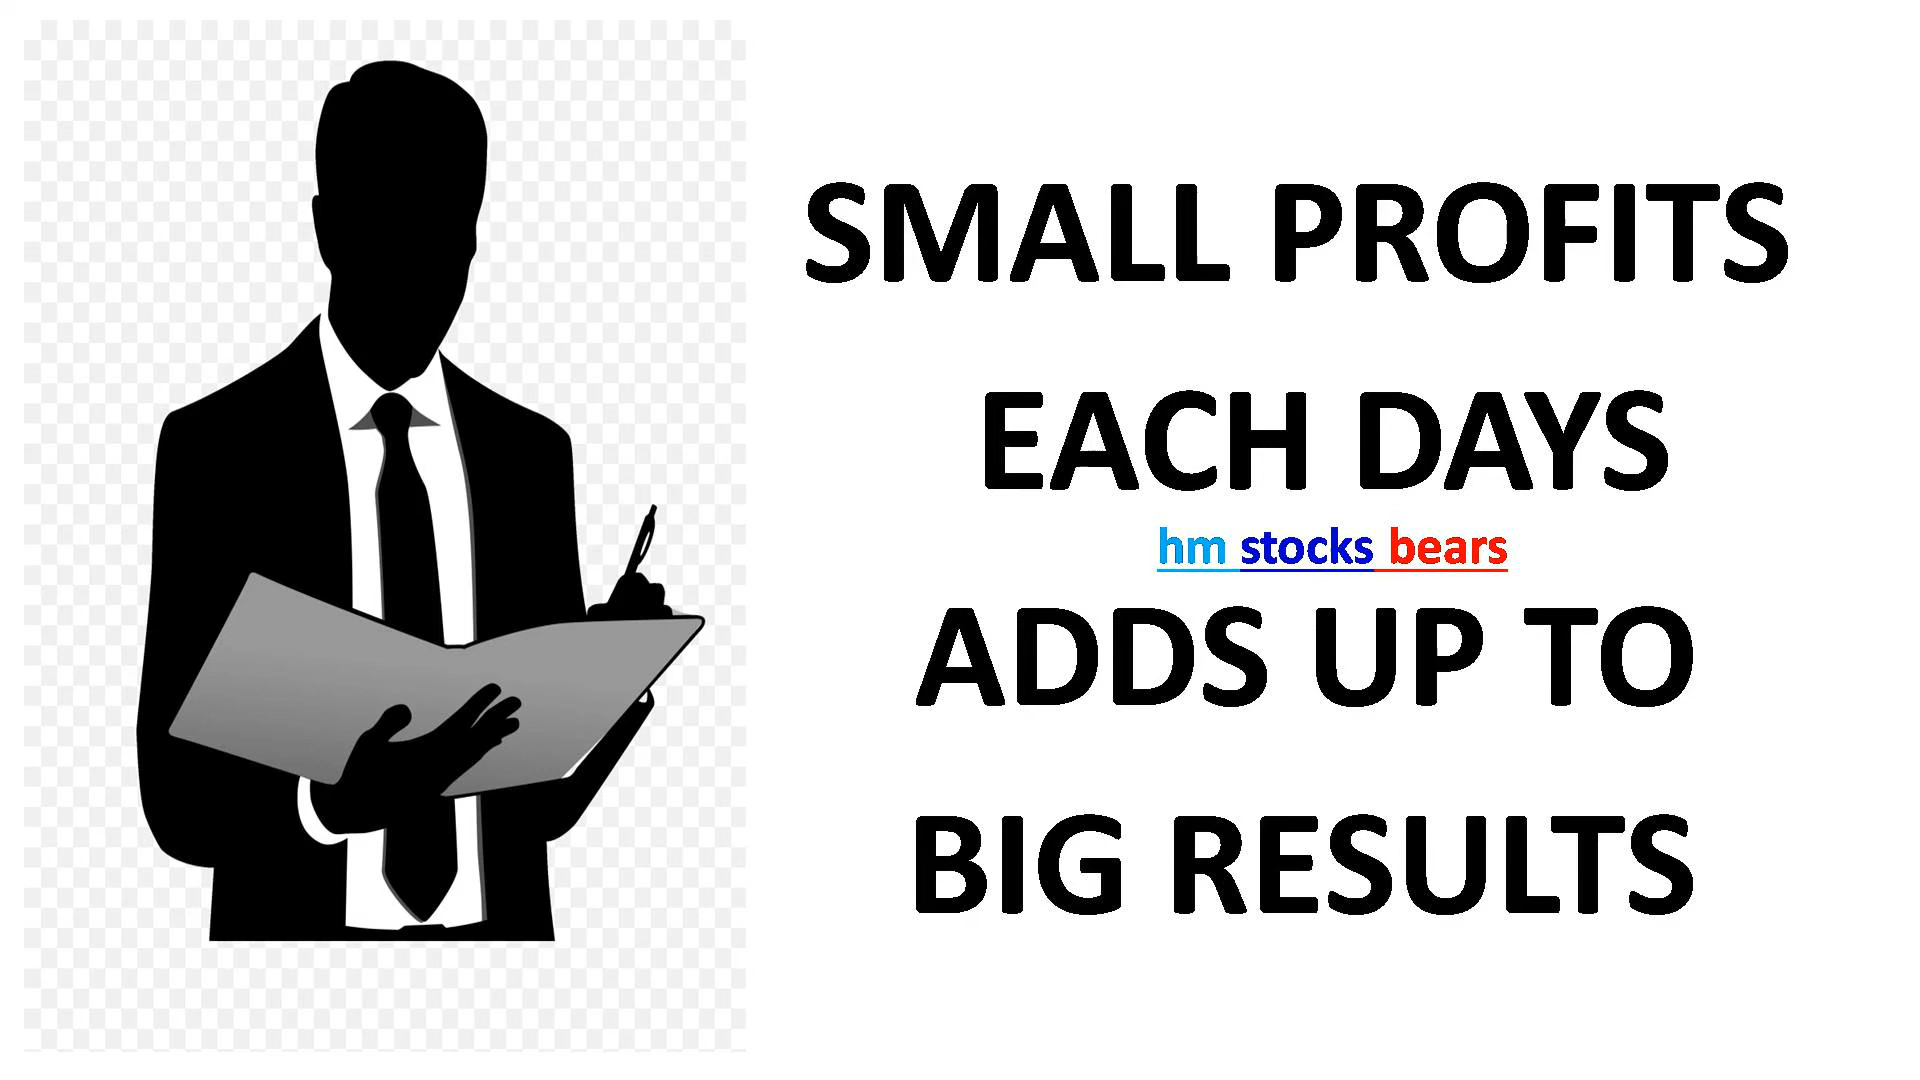 SMALL PROFITS
EACH DAYS
hm stocks bears
ADDS UP TO
BIG RESULTS